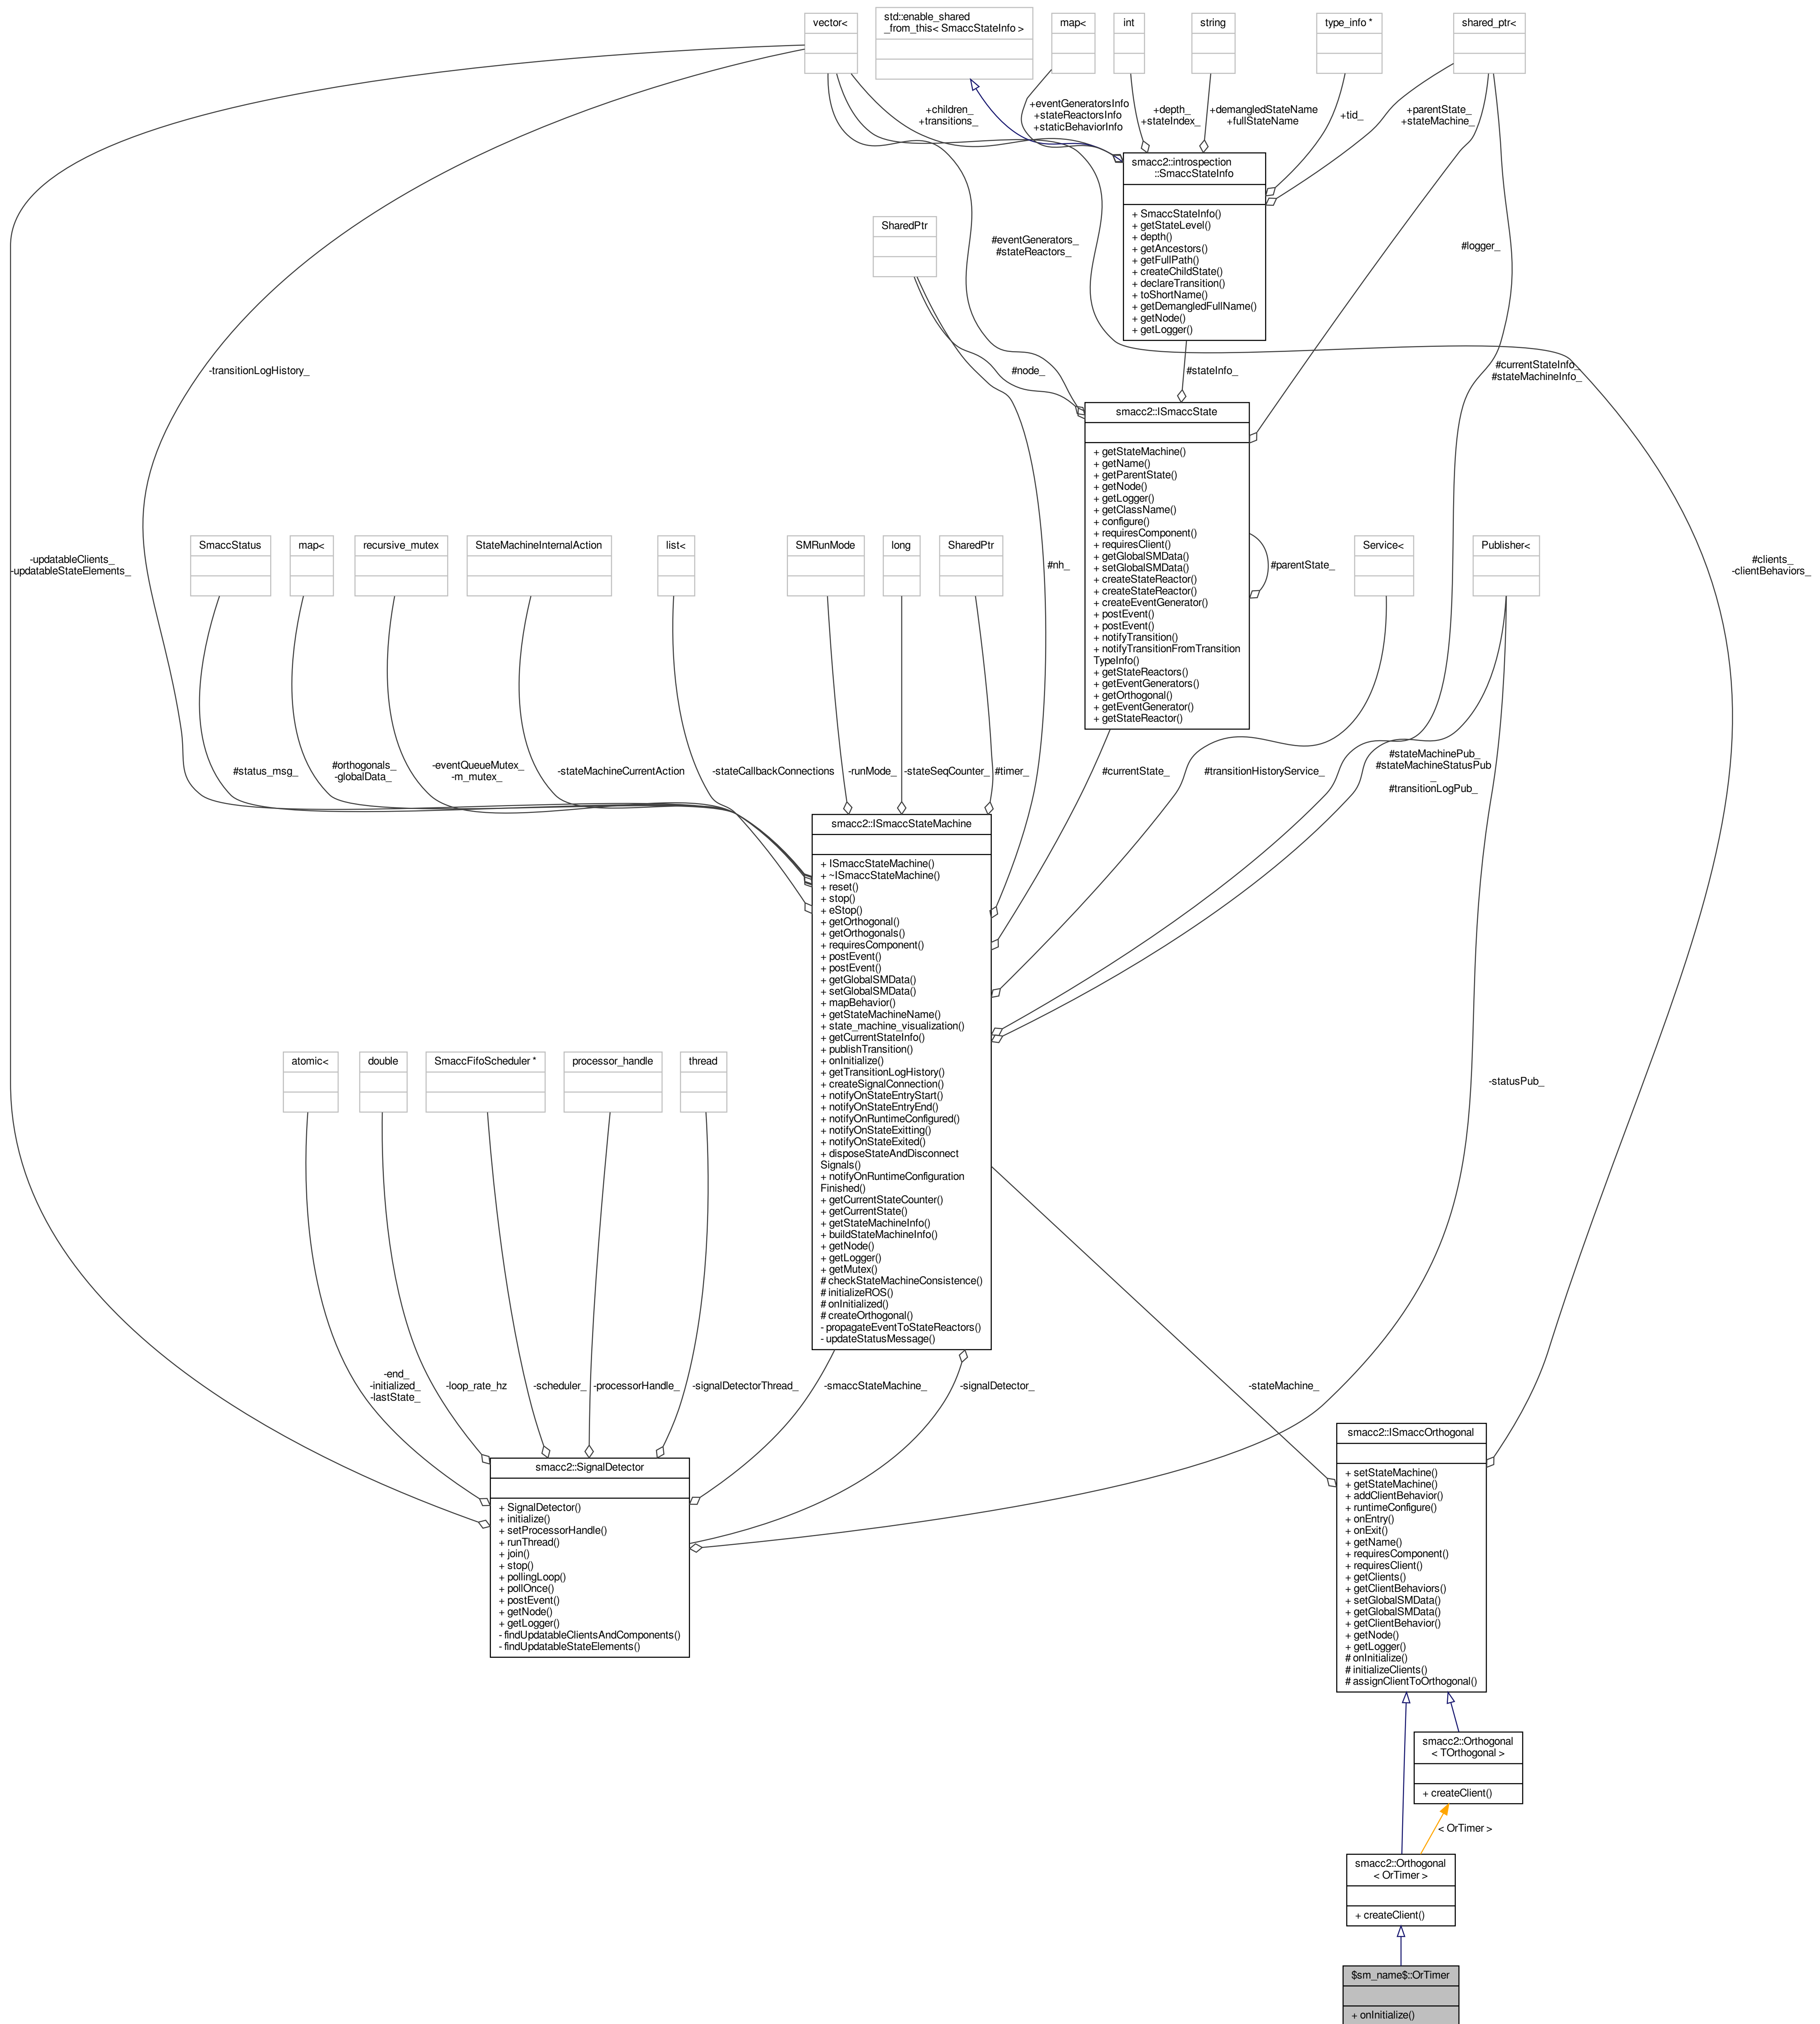 vector<
std::enable_shared
_from_this< SmaccStateInfo >
map<
int
string
type_info *
shared_ptr<
+children_
+transitions_
+eventGeneratorsInfo
+stateReactorsInfo
+staticBehaviorInfo
+depth_
+stateIndex_
+demangledStateName
+fullStateName
+tid_
+parentState_
+stateMachine_
smacc2::introspection
::SmaccStateInfo
+ SmaccStateInfo()
+ getStateLevel()
+ depth()
+ getAncestors()
+ getFullPath()
+ createChildState()
+ declareTransition()
+ toShortName()
+ getDemangledFullName()
+ getNode()
+ getLogger()
SharedPtr
#eventGenerators_
#stateReactors_
#logger_
-transitionLogHistory_
#node_
#stateInfo_
#currentStateInfo_
#stateMachineInfo_
smacc2::ISmaccState
+ getStateMachine()
+ getName()
+ getParentState()
+ getNode()
+ getLogger()
+ getClassName()
+ configure()
+ requiresComponent()
+ requiresClient()
+ getGlobalSMData()
+ setGlobalSMData()
+ createStateReactor()
+ createStateReactor()
+ createEventGenerator()
+ postEvent()
+ postEvent()
+ notifyTransition()
+ notifyTransitionFromTransition
TypeInfo()
+ getStateReactors()
+ getEventGenerators()
+ getOrthogonal()
+ getEventGenerator()
+ getStateReactor()
#parentState_
SmaccStatus
map<
recursive_mutex
StateMachineInternalAction
list<
SMRunMode
long
SharedPtr
Service<
Publisher<
-updatableClients_
-updatableStateElements_
#nh_
#clients_
-clientBehaviors_
#status_msg_
#orthogonals_
-globalData_
-eventQueueMutex_
-m_mutex_
-stateMachineCurrentAction
-stateCallbackConnections
-runMode_
-stateSeqCounter_
#timer_
#currentState_
#transitionHistoryService_
#stateMachinePub_
#stateMachineStatusPub
_
#transitionLogPub_
smacc2::ISmaccStateMachine
+ ISmaccStateMachine()
+ ~ISmaccStateMachine()
+ reset()
+ stop()
+ eStop()
+ getOrthogonal()
+ getOrthogonals()
+ requiresComponent()
+ postEvent()
+ postEvent()
+ getGlobalSMData()
+ setGlobalSMData()
+ mapBehavior()
+ getStateMachineName()
+ state_machine_visualization()
+ getCurrentStateInfo()
+ publishTransition()
+ onInitialize()
+ getTransitionLogHistory()
+ createSignalConnection()
+ notifyOnStateEntryStart()
+ notifyOnStateEntryEnd()
+ notifyOnRuntimeConfigured()
+ notifyOnStateExitting()
+ notifyOnStateExited()
+ disposeStateAndDisconnect
Signals()
+ notifyOnRuntimeConfiguration
Finished()
+ getCurrentStateCounter()
+ getCurrentState()
+ getStateMachineInfo()
+ buildStateMachineInfo()
+ getNode()
+ getLogger()
+ getMutex()
# checkStateMachineConsistence()
# initializeROS()
# onInitialized()
# createOrthogonal()
- propagateEventToStateReactors()
- updateStatusMessage()
atomic<
double
SmaccFifoScheduler *
processor_handle
thread
-statusPub_
-end_
-initialized_
-lastState_
-loop_rate_hz
-scheduler_
-processorHandle_
-signalDetectorThread_
-smaccStateMachine_
-signalDetector_
-stateMachine_
smacc2::SignalDetector
+ SignalDetector()
+ initialize()
+ setProcessorHandle()
+ runThread()
+ join()
+ stop()
+ pollingLoop()
+ pollOnce()
+ postEvent()
+ getNode()
+ getLogger()
- findUpdatableClientsAndComponents()
- findUpdatableStateElements()
smacc2::ISmaccOrthogonal
+ setStateMachine()
+ getStateMachine()
+ addClientBehavior()
+ runtimeConfigure()
+ onEntry()
+ onExit()
+ getName()
+ requiresComponent()
+ requiresClient()
+ getClients()
+ getClientBehaviors()
+ setGlobalSMData()
+ getGlobalSMData()
+ getClientBehavior()
+ getNode()
+ getLogger()
# onInitialize()
# initializeClients()
# assignClientToOrthogonal()
smacc2::Orthogonal
< TOrthogonal >
+ createClient()
< OrTimer >
smacc2::Orthogonal
< OrTimer >
+ createClient()
$sm_name$::OrTimer
+ onInitialize()